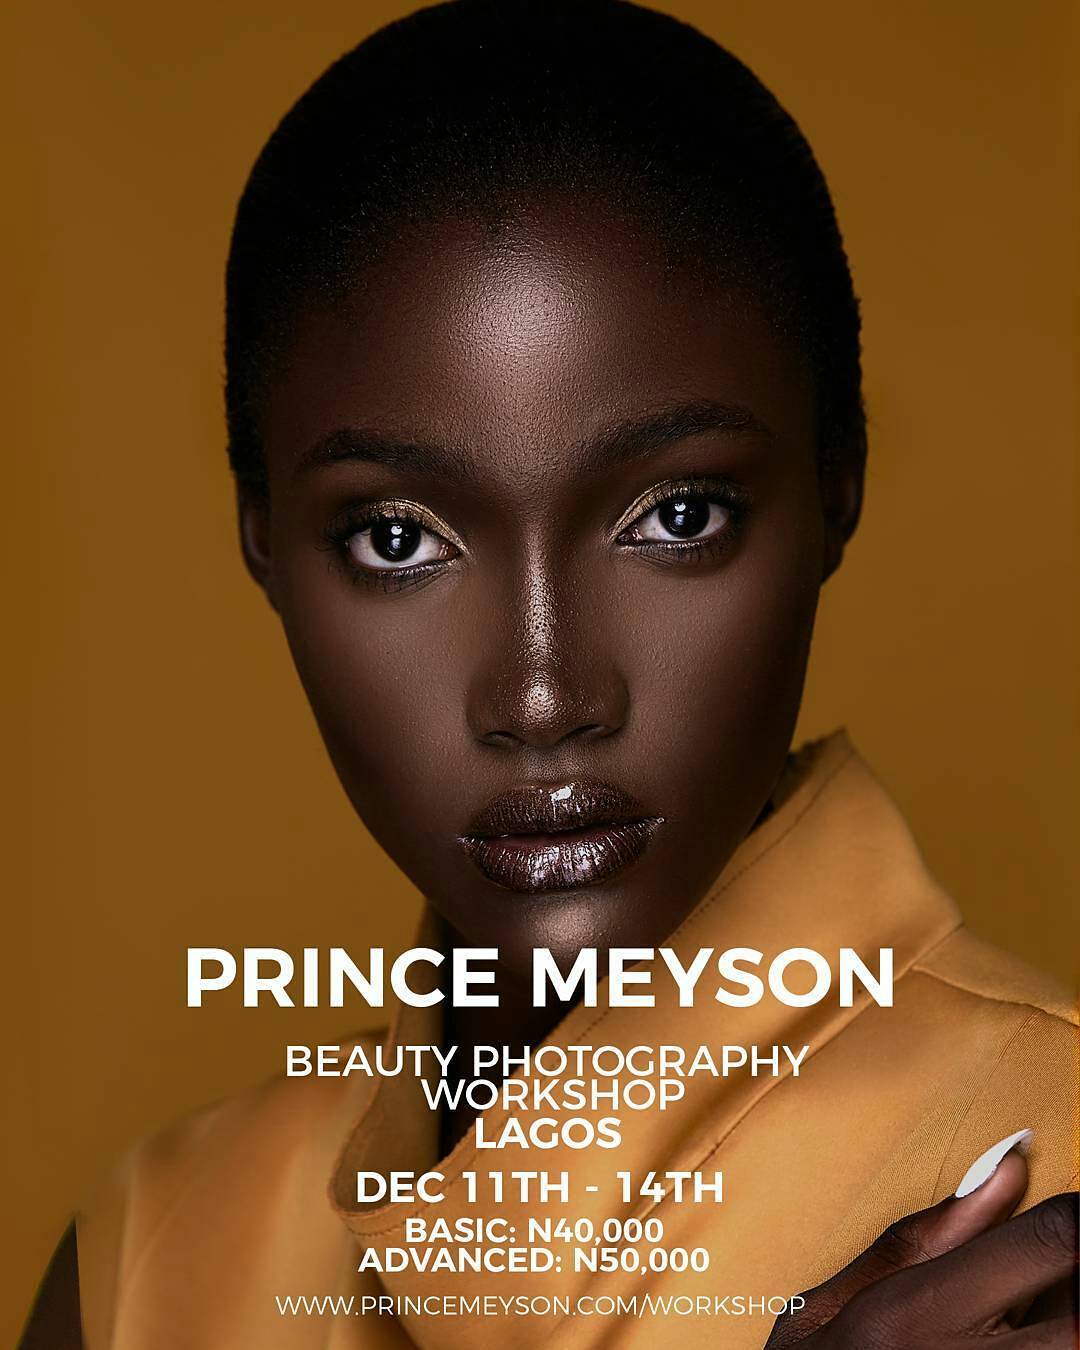 PRINCE MEYSON
BEAUTY PHOTOGRAPHY
WORKSHOP
LAGOS
DEC 11TH - 14TH
BASIC: N40,000
ADVANCED: N50,000
WWW.PRINCEMEYSON.COM/WORKSHOP